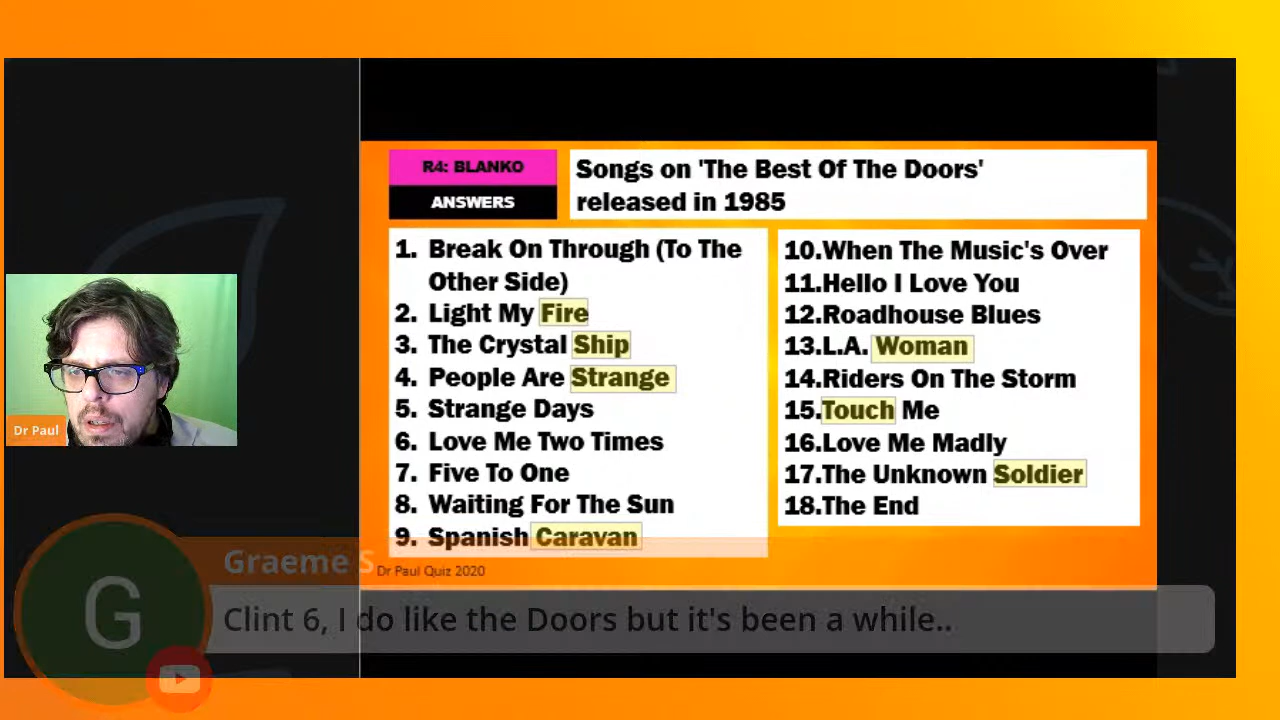 R4: BLANKO
ANSWERS
Songs on 'The Best Of The Doors'
released in 1985
1. Break On Through (To The
Other Side)
2. Light My Fire
3. The Crystal Ship
4. People Are Strange
5. Strange Days
6. Love Me Two Times
7. Five To One
8. Waiting For The Sun
9. Spanish Caravan
10.When The Music's Over
11.Hello I Love You
12.Roadhouse Blues
13.L.A. Woman
14.Riders On The Storm
15.Touch Me
16.Love Me Madly
17.The Unknown Soldier
18.The End
Dr Paul
Dr Paul Quiz 2020
G
Graeme S
Clint 6, I do like the Doors but it's been a while..